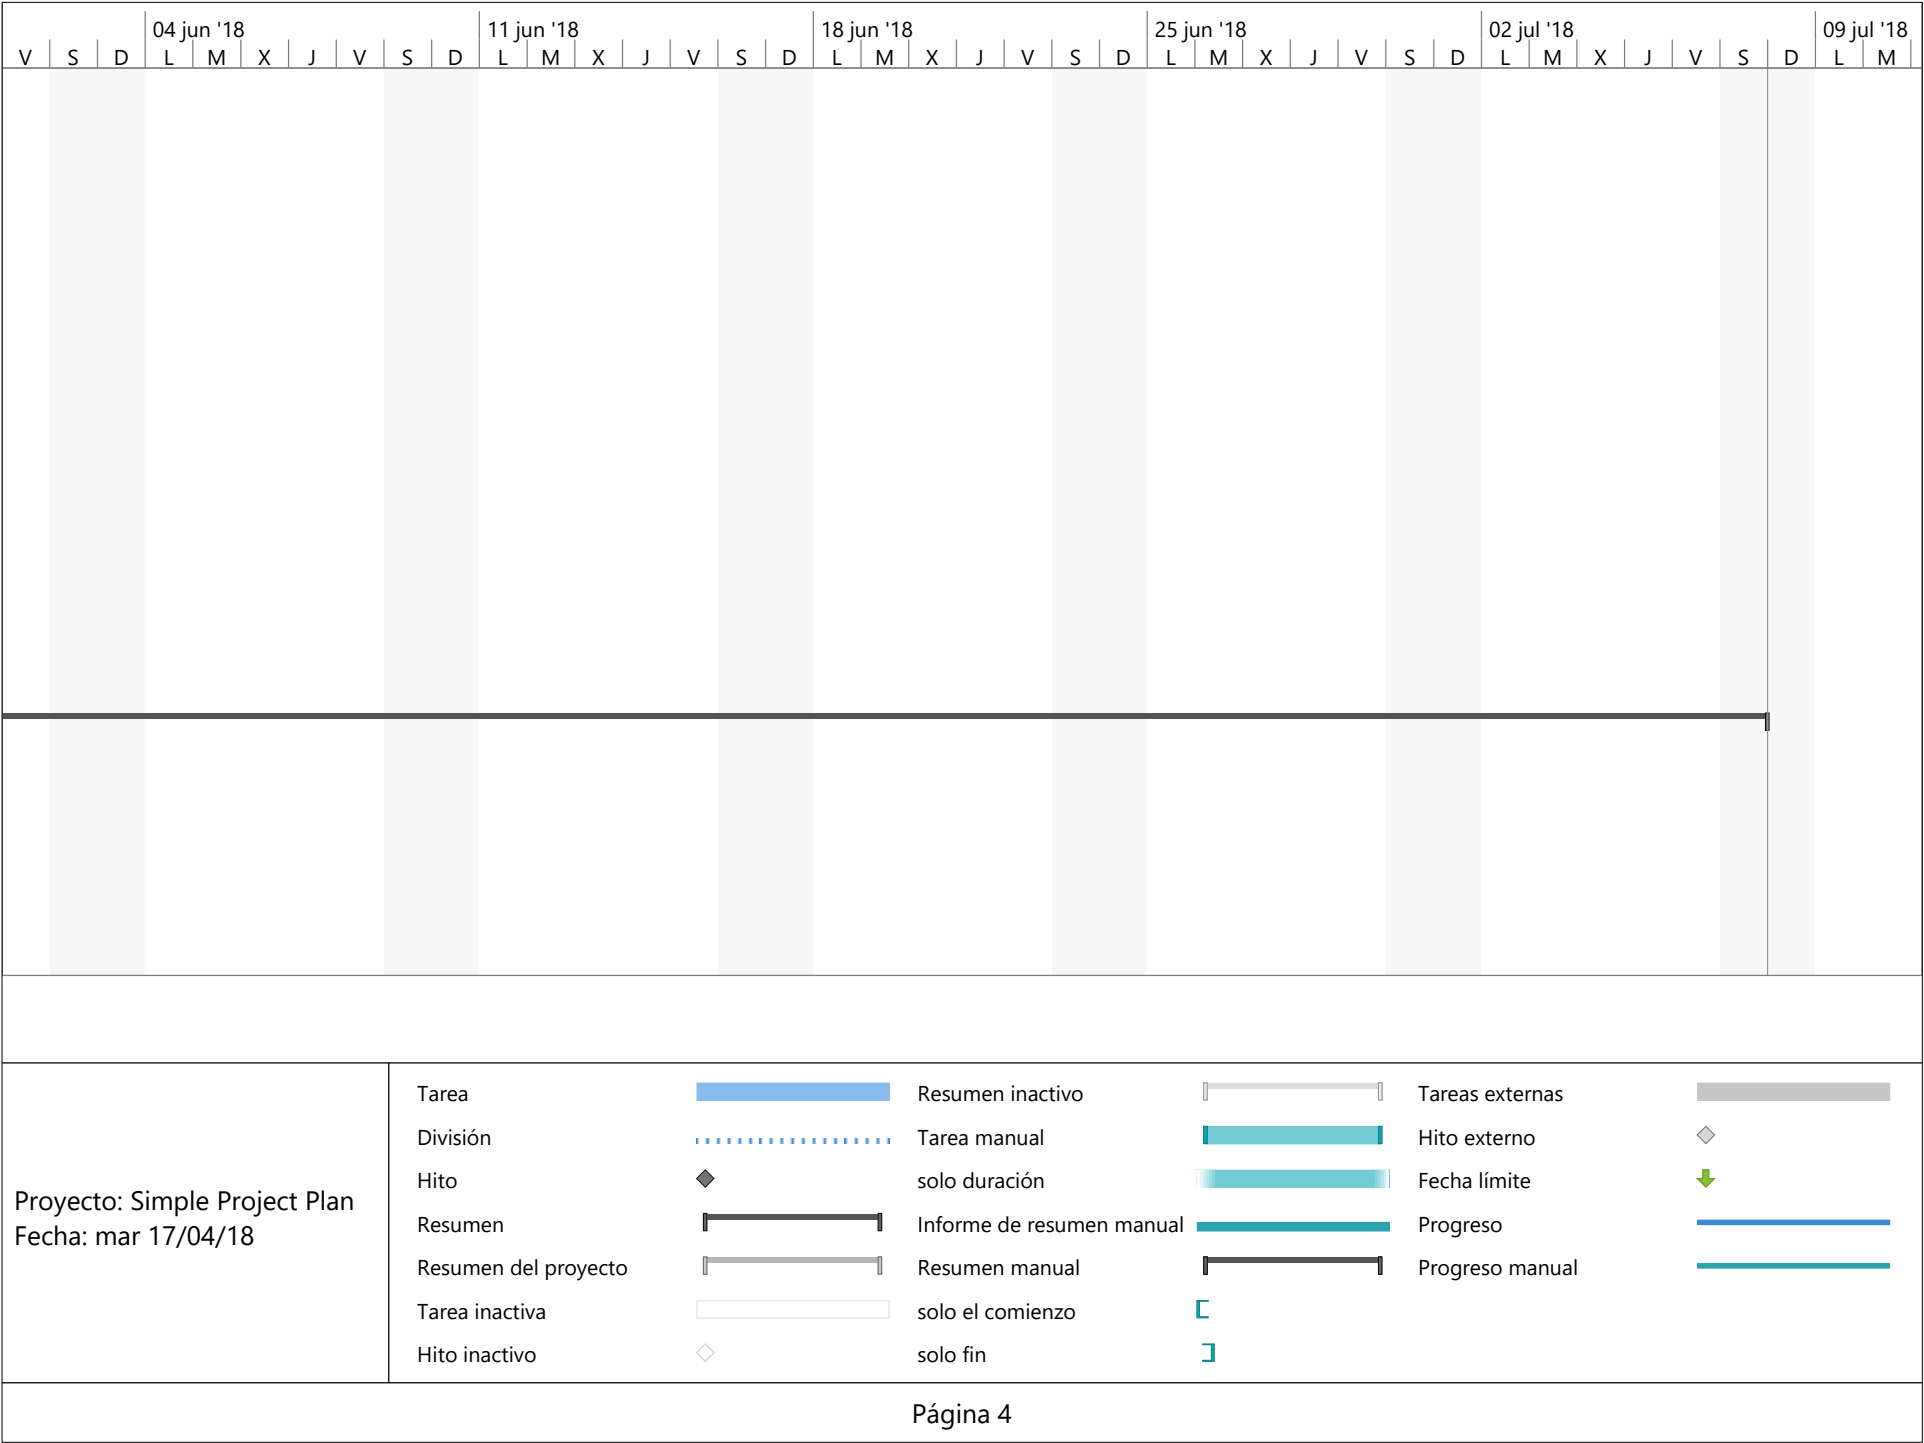 04 jun '18 11 jun '18 18 jun '18 25 jun '18 02 jul '18 09 jul '18
V S D L M X J V S D L M X J V S D L M X J V S D L M X J V S D L M X J V S D L M
Tarea Resumen inactivo Tareas externas
División Tarea manual Hito externo
Hito solo duración Fecha límite
Proyecto: Simple Project Plan
Fecha: mar 17/04/18
Resumen Informe de resumen manual Progreso
Resumen del proyecto Resumen manual Progreso manual
Tarea inactiva solo el comienzo
Hito inactivo solo fin
Página 4